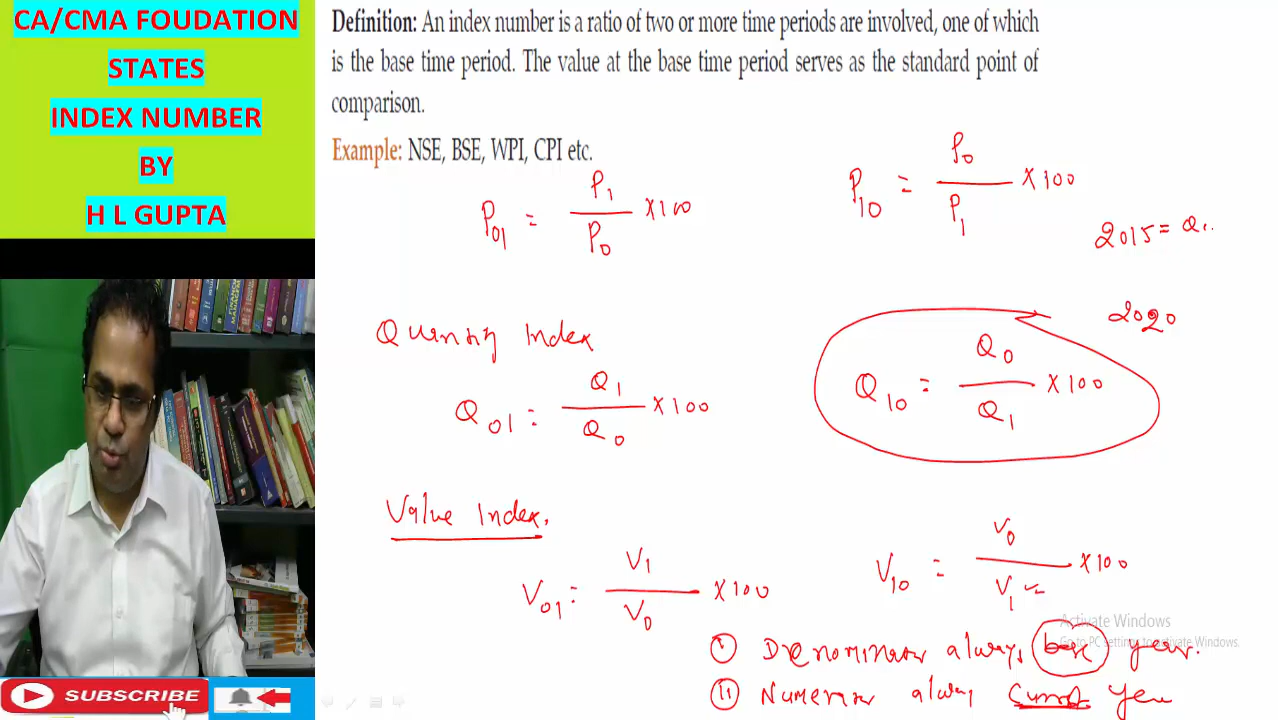 CA/CMA FOUDATION
STATES
INDEX NUMBER
BY
H L GUPTA
Definition: An index number is a ratio of two or more time periods are involved, one of which
is the base time period. The value at the base time period serves as the standard point of
comparison.
Example: NSE, BSE, WPI, CPI etc.
P01 = P1/P0 ×100
P10 = P0/P1 ×100
2015 = Q1.
2020
Quantity Index
Q01 = Q1/Q0 ×100
Q10 = Q0/Q1 ×100
Value Index.
V01 = V1/V0 ×100
V10 = V0/V1 ×100
Activate Windows
Go to PC settings to activate Windows.
(i) Denominator always base year.
(ii) Numerator always current year
SUBSCRIBE